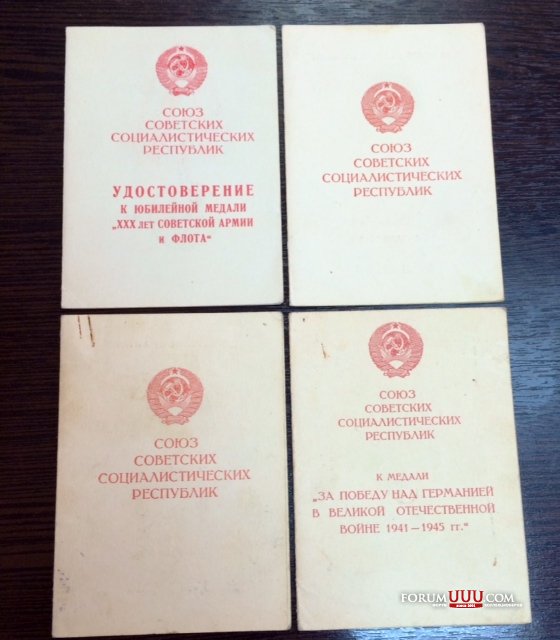 СОЮЗ
СОВЕТСКИХ
СОЦИАЛИСТИЧЕСКИХ
РЕСПУБЛИК
УДОСТОВЕРЕНИЕ
К ЮБИЛЕЙНОЙ МЕДАЛИ
„XXX ЛЕТ СОВЕТСКОЙ АРМИИ
И ФЛОТА“
СОЮЗ
СОВЕТСКИХ
СОЦИАЛИСТИЧЕСКИХ
РЕСПУБЛИК
СОЮЗ
СОВЕТСКИХ
СОЦИАЛИСТИЧЕСКИХ
РЕСПУБЛИК
СОЮЗ
СОВЕТСКИХ
СОЦИАЛИСТИЧЕСКИХ
РЕСПУБЛИК
К МЕДАЛИ
„ЗА ПОБЕДУ НАД ГЕРМАНИЕЙ
В ВЕЛИКОЙ ОТЕЧЕСТВЕННОЙ
ВОЙНЕ 1941—1945 гг.“
FORUMUUU.COM